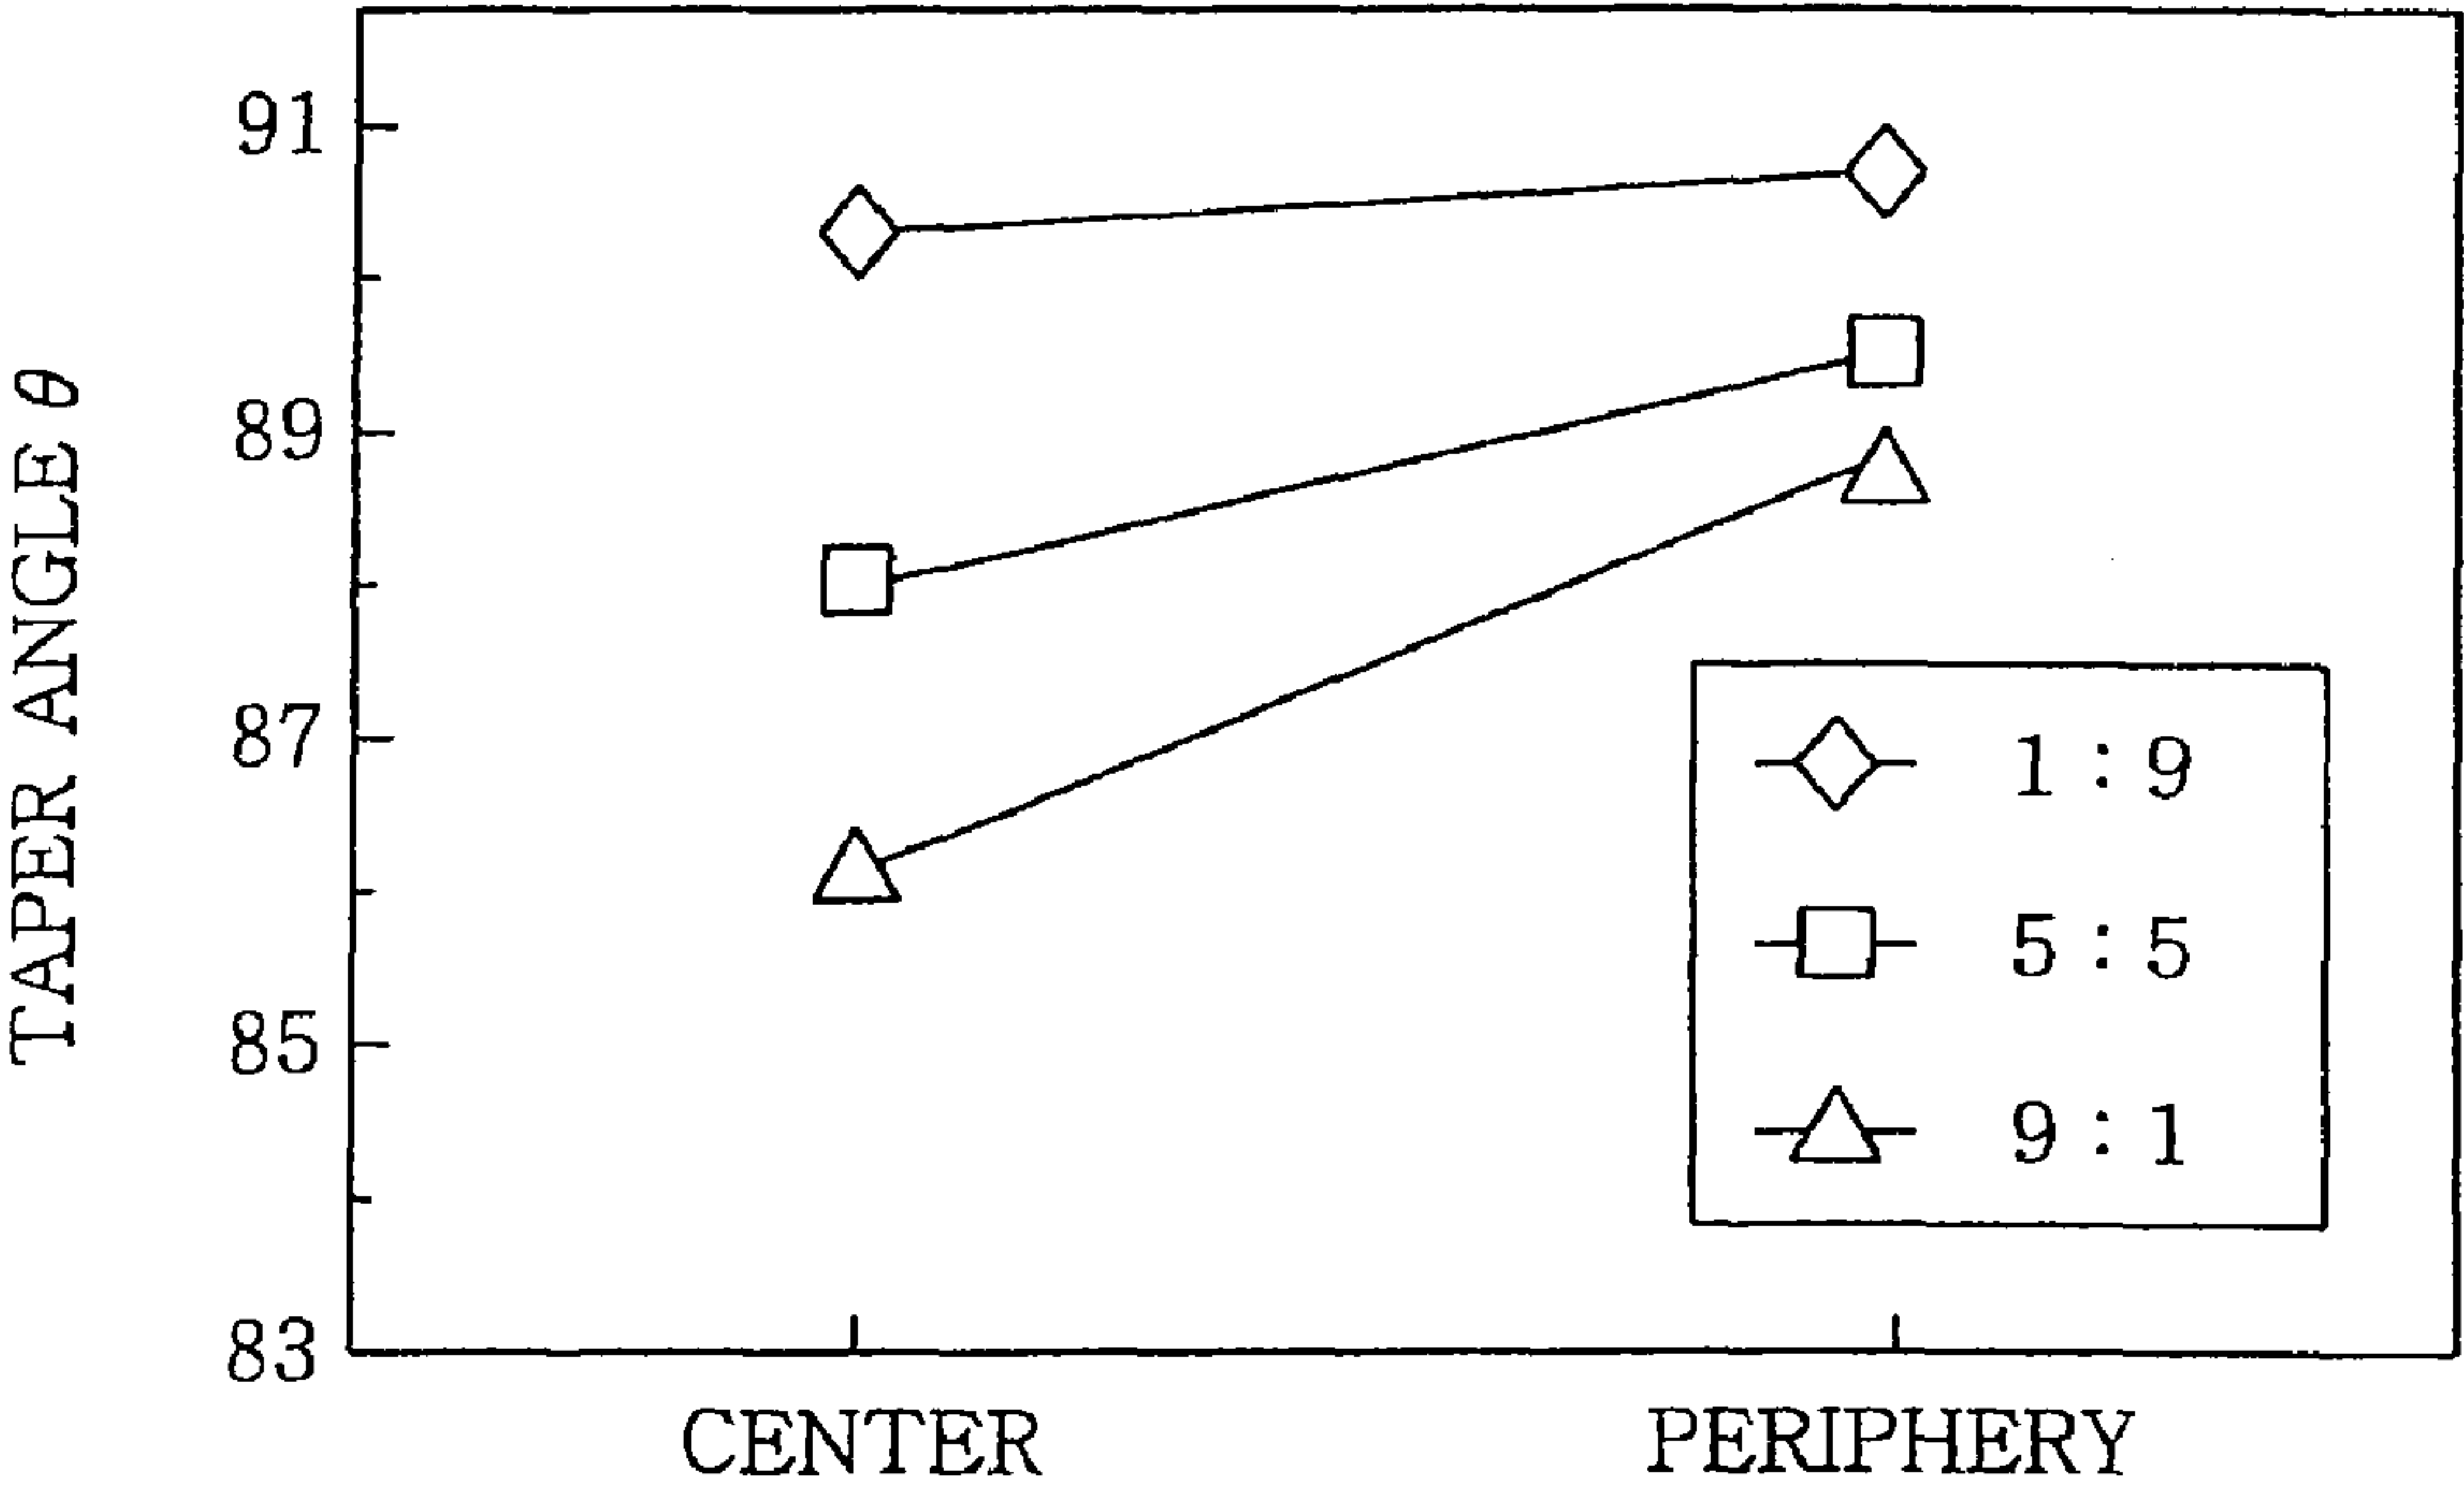 TAPER ANGLE θ
91
89
87
85
83
CENTER
PERIPHERY
1 : 9
5 : 5
9 : 1